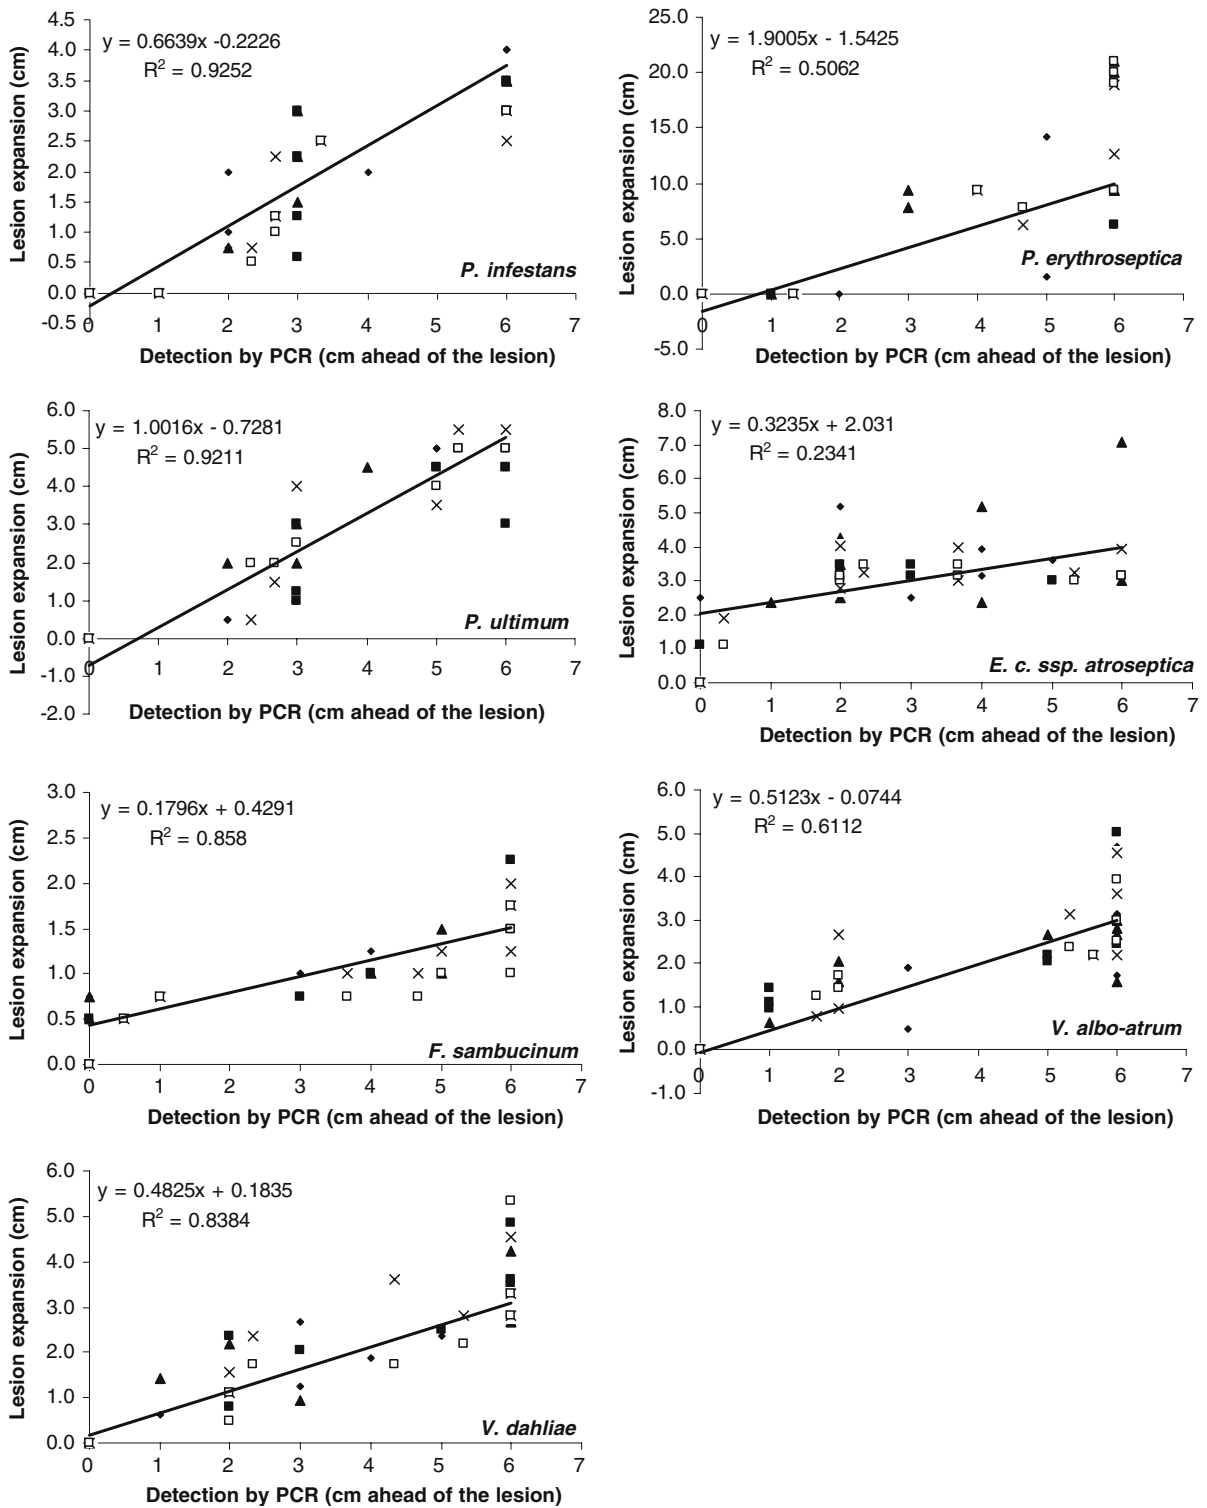 y = 0.6639x -0.2226
R² = 0.9252
4.5
4.0
3.5
3.0
2.5
2.0
1.5
1.0
0.5
0.0
-0.5
Lesion expansion (cm)
P. infestans
0 1 2 3 4 5 6 7
Detection by PCR (cm ahead of the lesion)
y = 1.9005x - 1.5425
R² = 0.5062
25.0
20.0
15.0
10.0
5.0
0.0
-5.0
Lesion expansion (cm)
P. erythroseptica
0 1 2 3 4 5 6 7
Detection by PCR (cm ahead of the lesion)
y = 1.0016x - 0.7281
R² = 0.9211
6.0
5.0
4.0
3.0
2.0
1.0
0.0
-1.0
-2.0
Lesion expansion (cm)
P. ultimum
0 1 2 3 4 5 6 7
Detection by PCR (cm ahead of the lesion)
y = 0.3235x + 2.031
R² = 0.2341
8.0
7.0
6.0
5.0
4.0
3.0
2.0
1.0
0.0
Lesion expansion (cm)
E. c. ssp. atroseptica
0 1 2 3 4 5 6 7
Detection by PCR (cm ahead of the lesion)
y = 0.1796x + 0.4291
R² = 0.858
3.0
2.5
2.0
1.5
1.0
0.5
0.0
Lesion expansion (cm)
F. sambucinum
0 1 2 3 4 5 6 7
Detection by PCR (cm ahead of the lesion)
y = 0.5123x - 0.0744
R² = 0.6112
6.0
5.0
4.0
3.0
2.0
1.0
0.0
-1.0
Lesion expansion (cm)
V. albo-atrum
0 1 2 3 4 5 6 7
Detection by PCR (cm ahead of the lesion)
y = 0.4825x + 0.1835
R² = 0.8384
6.0
5.0
4.0
3.0
2.0
1.0
0.0
Lesion expansion (cm)
V. dahliae
0 1 2 3 4 5 6 7
Detection by PCR (cm ahead of the lesion)